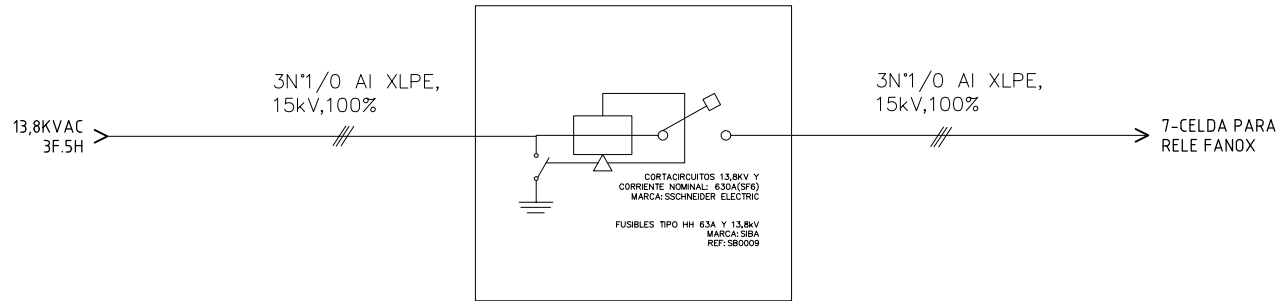 13,8KVAC
3F.5H
3N°1/0 Al XLPE,
15kV,100%
CORTACIRCUITOS 13,8KV Y
CORRIENTE NOMINAL: 630A(SF6)
MARCA: SSCHNEIDER ELECTRIC
FUSIBLES TIPO HH 63A Y 13,8kV
MARCA: SIBA
REF: SB0009
3N°1/0 Al XLPE,
15kV,100%
7-CELDA PARA
RELE FANOX